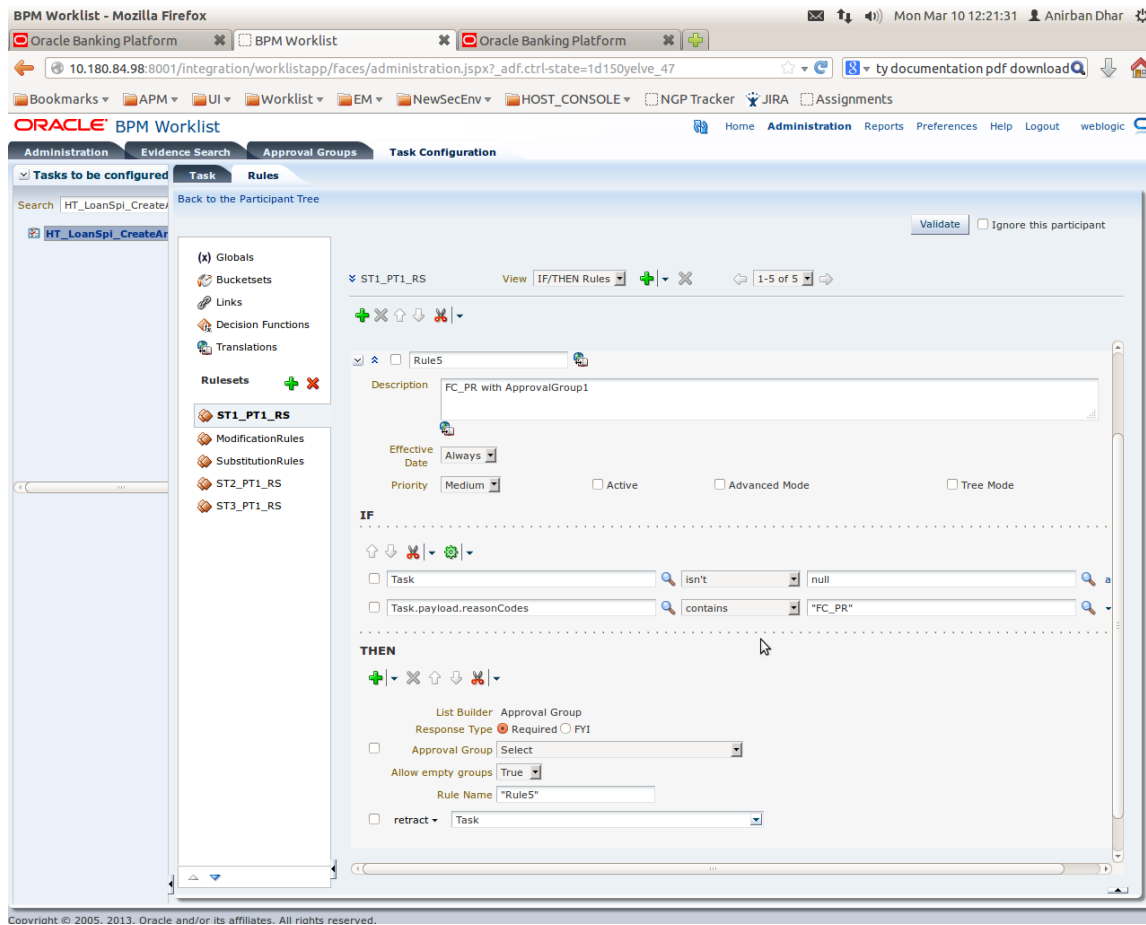 BPM Worklist - Mozilla Firefox Mon Mar 10 12:21:31 Anirban Dhar
Oracle Banking Platform BPM Worklist Oracle Banking Platform
10.180.84.98:8001/integration/worklistapp/faces/administration.jspx?_adf.ctrl-state=1d150yelve_47 ty documentation pdf download
Bookmarks APM UI Worklist EM NewSecEnv HOST_CONSOLE NGP Tracker JIRA Assignments
ORACLE BPM Worklist Home Administration Reports Preferences Help Logout weblogic
Administration Evidence Search Approval Groups Task Configuration
Tasks to be configured Task Rules
Search HT_LoanSpi_CreateA Back to the Participant Tree
Validate Ignore this participant
HT_LoanSpi_CreateAr
(x) Globals
Bucketsets
ST1_PT1_RS View IF/THEN Rules 1-5 of 5
Links
Decision Functions
Translations
Rule5
Rulesets
Description FC_PR with ApprovalGroup1
ST1_PT1_RS
ModificationRules
SubstitutionRules
ST2_PT1_RS
ST3_PT1_RS
Effective
Date Always
Priority Medium Active Advanced Mode Tree Mode
IF
Task isn't null a
Task.payload.reasonCodes contains "FC_PR"
THEN
List Builder Approval Group
Response Type Required FYI
Approval Group Select
Allow empty groups True
Rule Name "Rule5"
retract Task
Copyright © 2005, 2013, Oracle and/or its affiliates. All rights reserved.